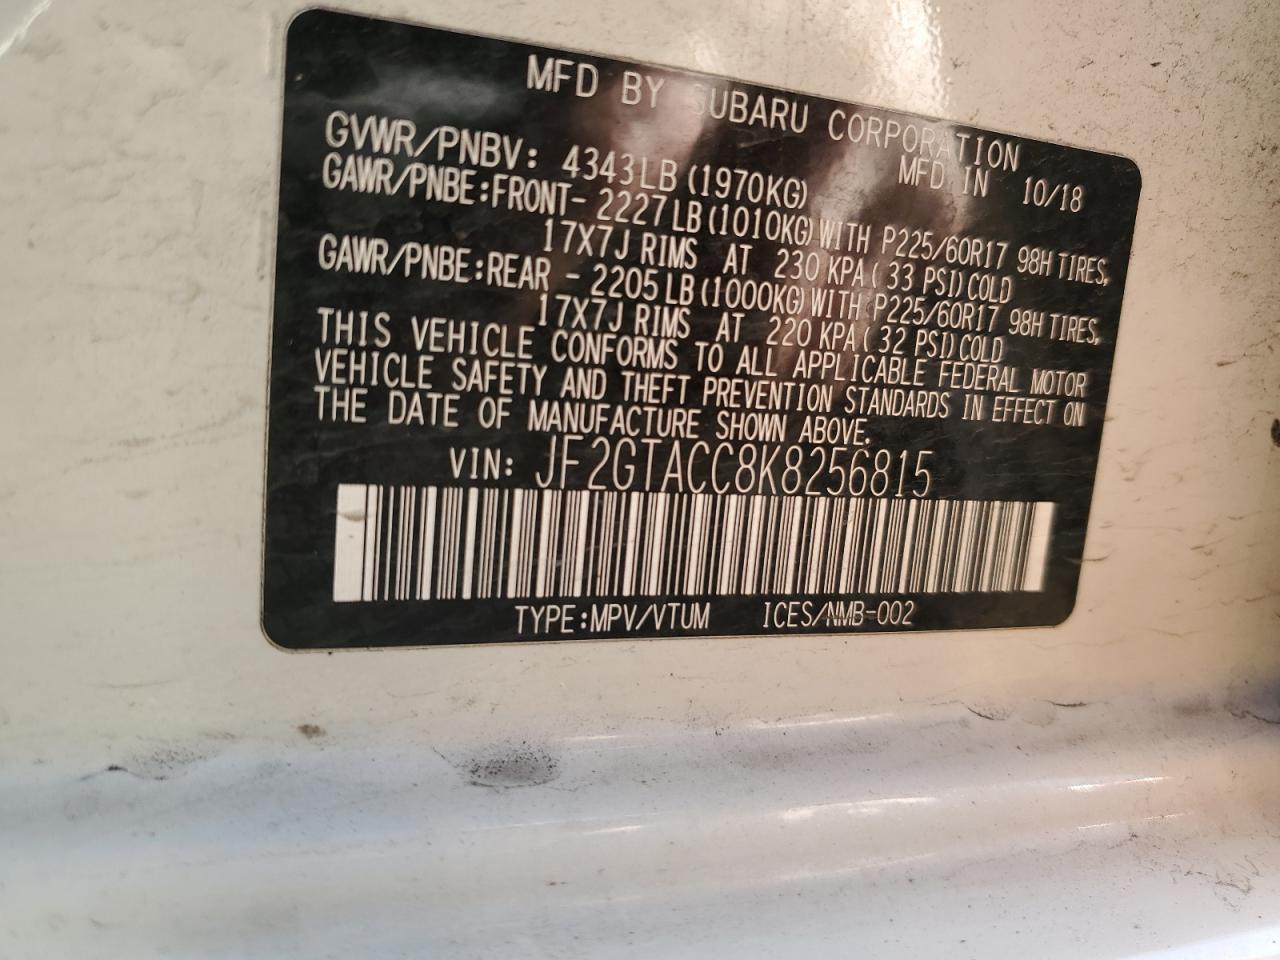 MFD BY SUBARU CORPORATION
MFD IN 10/18
GVWR/PNBV: 4343LB (1970KG)
GAWR/PNBE:FRONT- 2227LB(1010KG)WITH P225/60R17 98H TIRES,
17X7J RIMS AT 230 KPA( 33 PSI)COLD
GAWR/PNBE:REAR - 2205LB(1000KG)WITH P225/60R17 98H TIRES,
17X7J RIMS AT 220 KPA( 32 PSI)COLD
THIS VEHICLE CONFORMS TO ALL APPLICABLE FEDERAL MOTOR
VEHICLE SAFETY AND THEFT PREVENTION STANDARDS IN EFFECT ON
THE DATE OF MANUFACTURE SHOWN ABOVE.
VIN: JF2GTACC8K8256815
TYPE:MPV/VTUM ICES/NMB-002